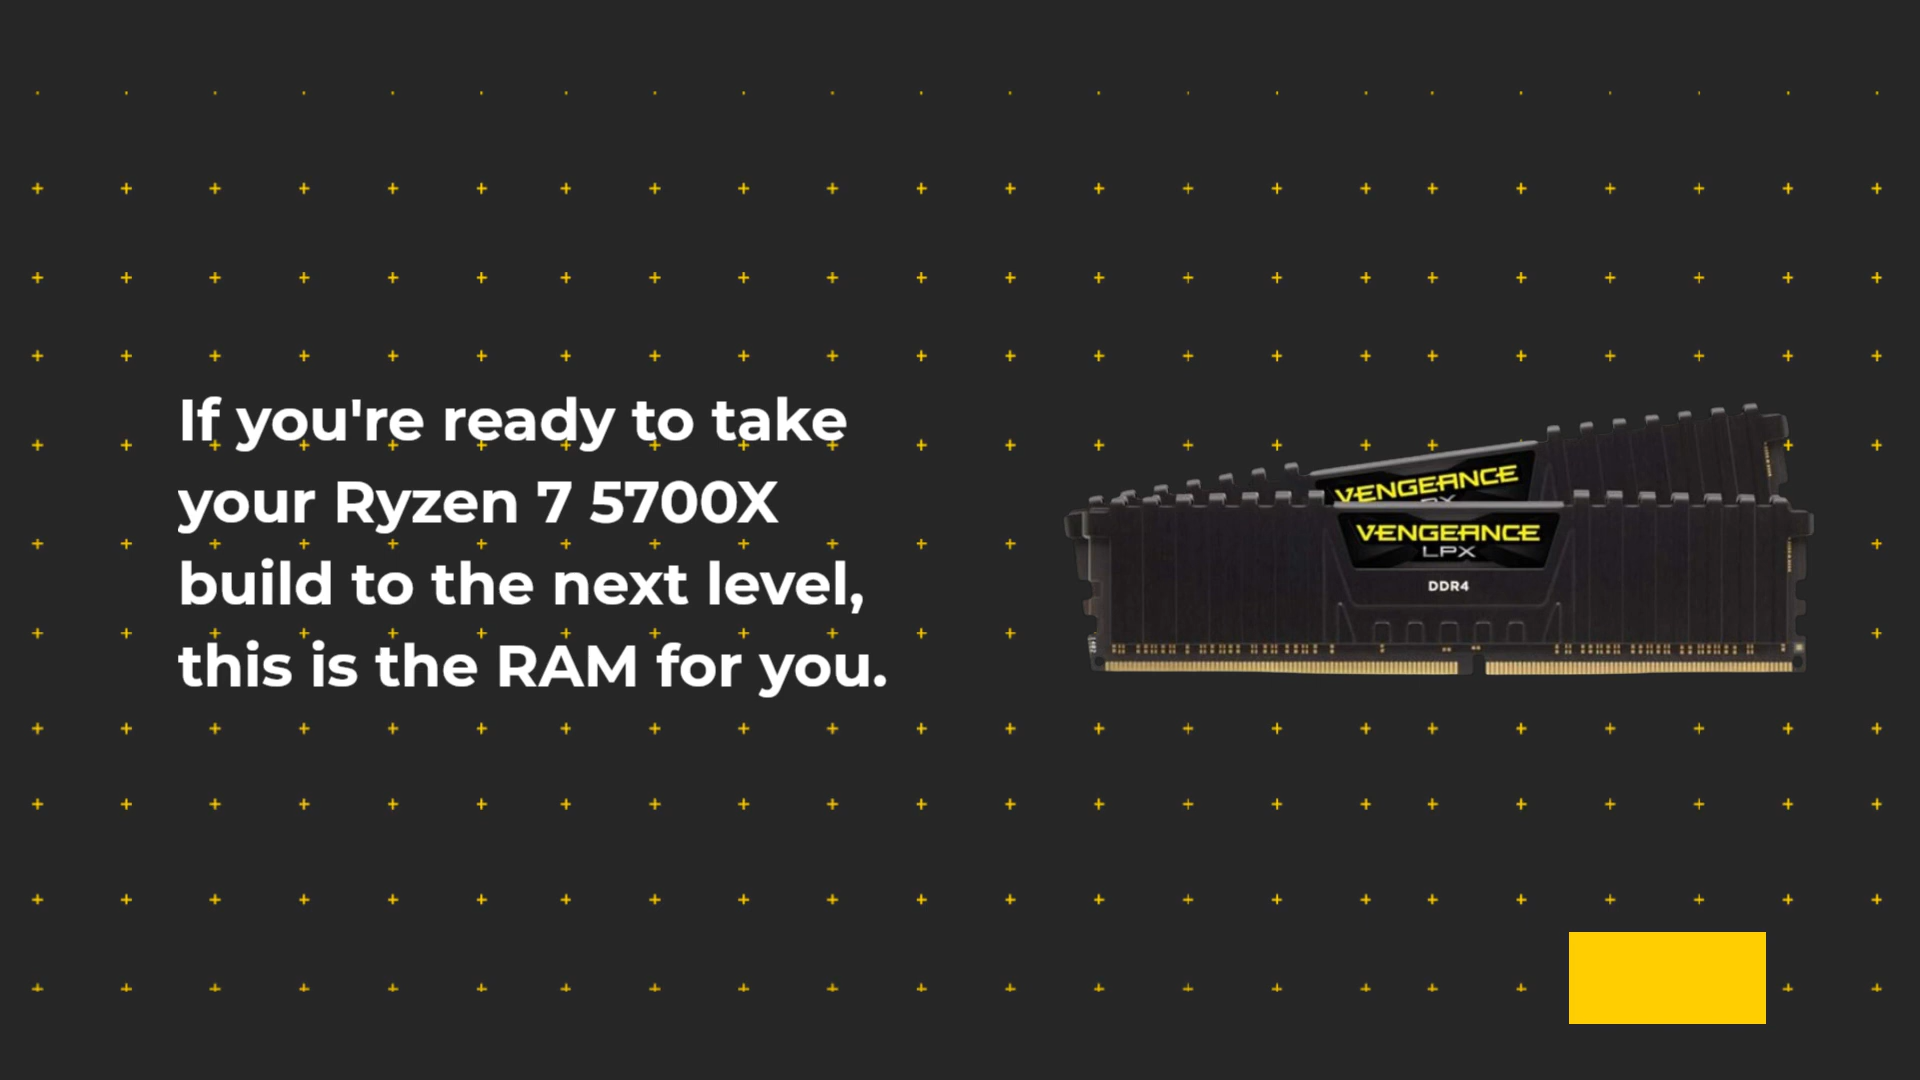 If you're ready to take
your Ryzen 7 5700X
build to the next level,
this is the RAM for you.
VENGEANCE
VENGEANCE
LPX
DDR4